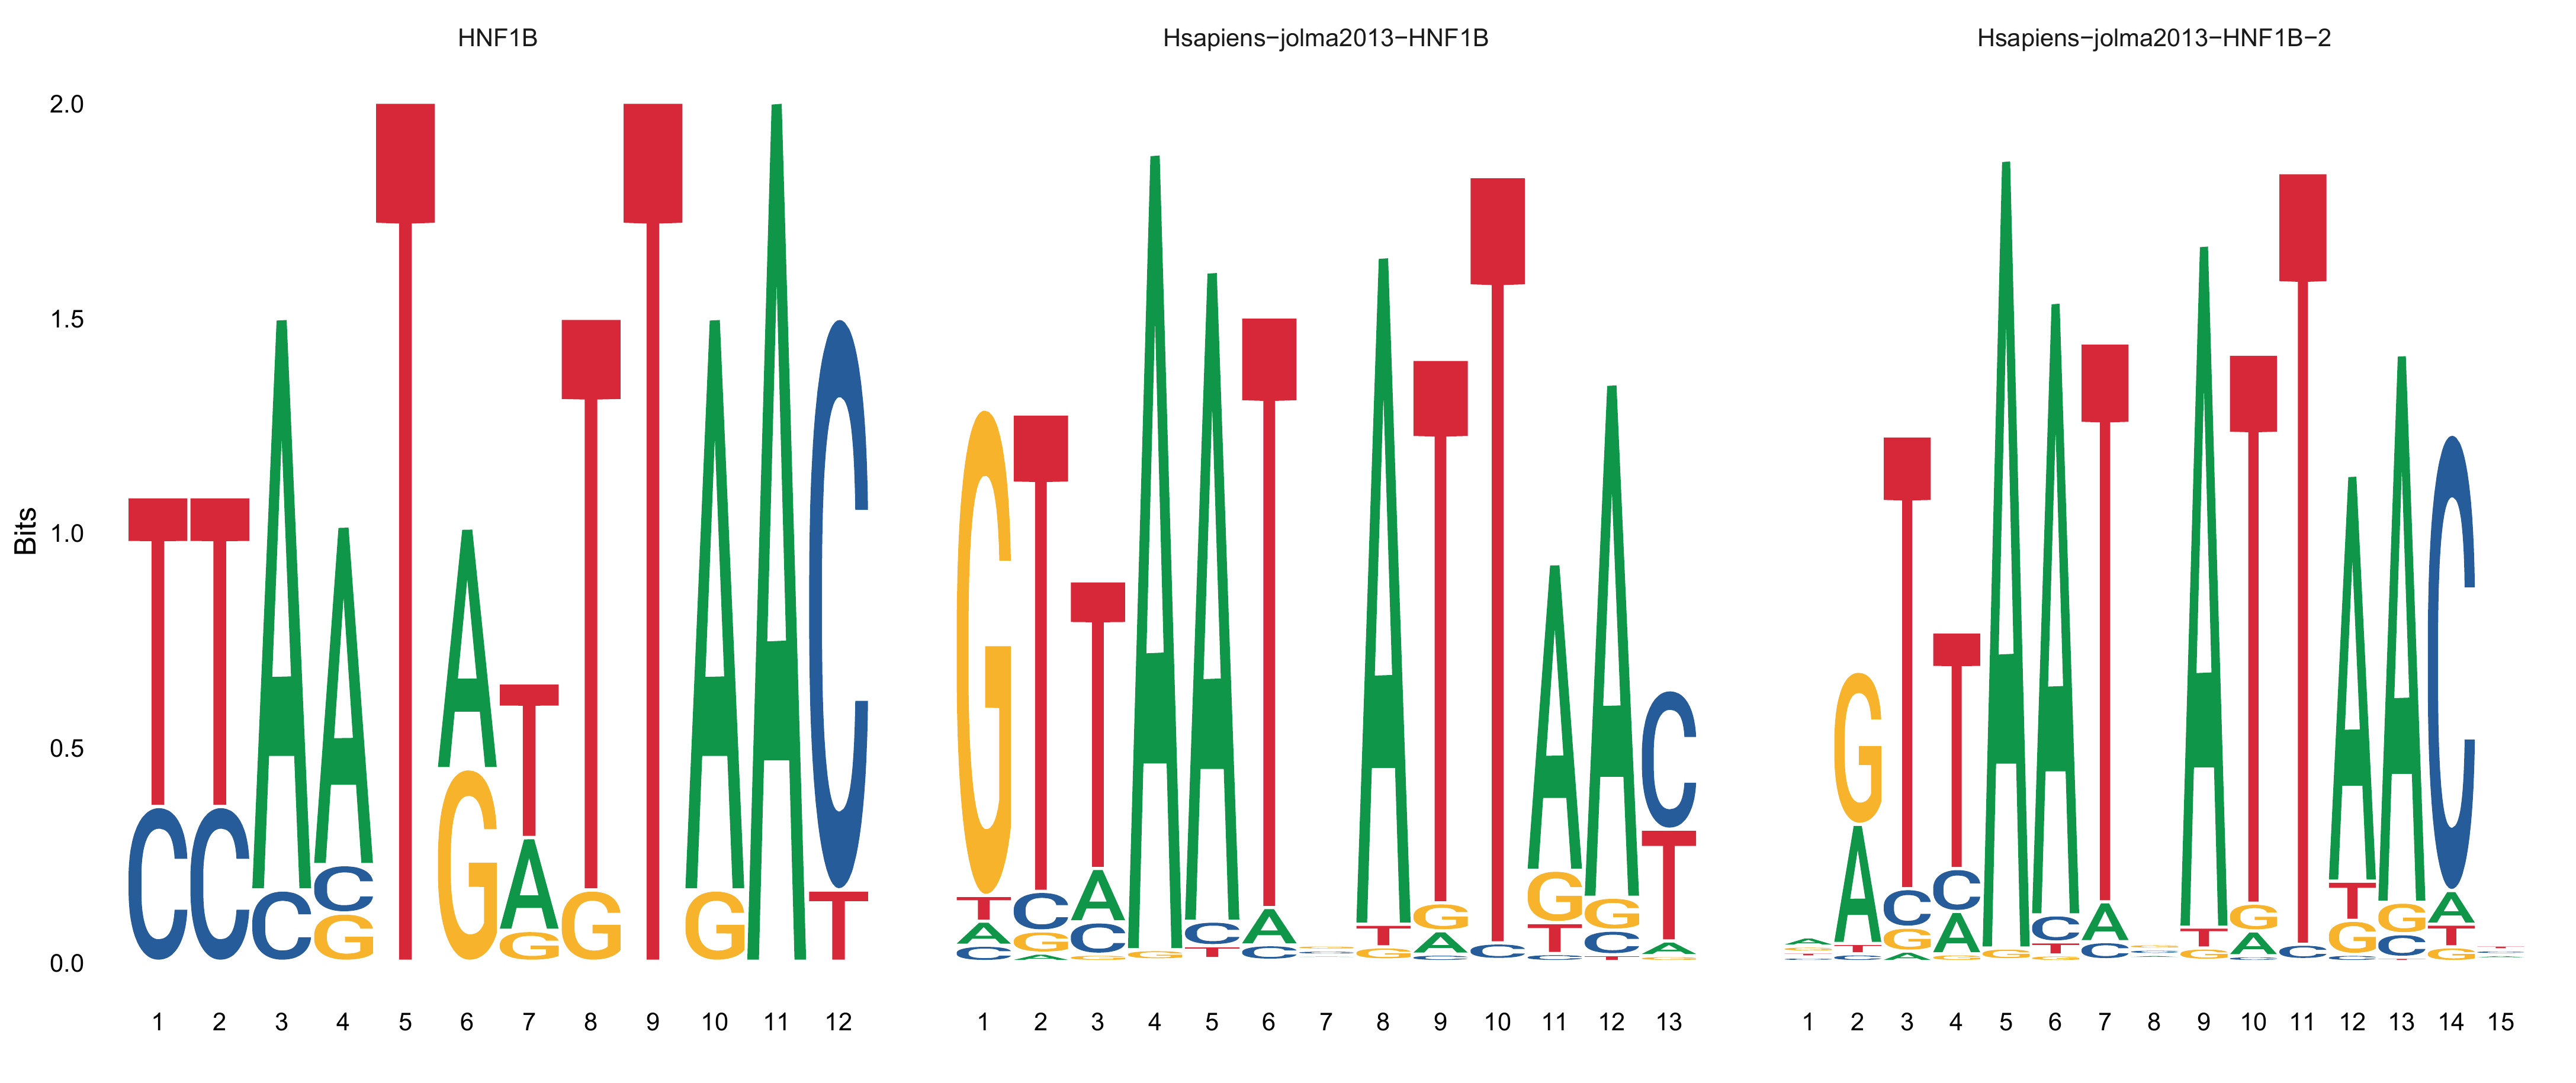 HNF1B Hsapiens−jolma2013−HNF1B Hsapiens−jolma2013−HNF1B−2
2.0
1.5
1.0
0.5
0.0
Bits
T T A A T A T T T A A C
C C C C G A G G T
G G
G T T A A T A T T A A C
T C A G C A T G C G G T
A G C T C G A T C A
C A G C C T G
G T T A A T A T T A A C
A A C C G C A T G C T G A
T T G A T C G A G C T
C A G G C C G
1 2 3 4 5 6 7 8 9 10 11 12 1 2 3 4 5 6 7 8 9 10 11 12 13 1 2 3 4 5 6 7 8 9 10 11 12 13 14 15